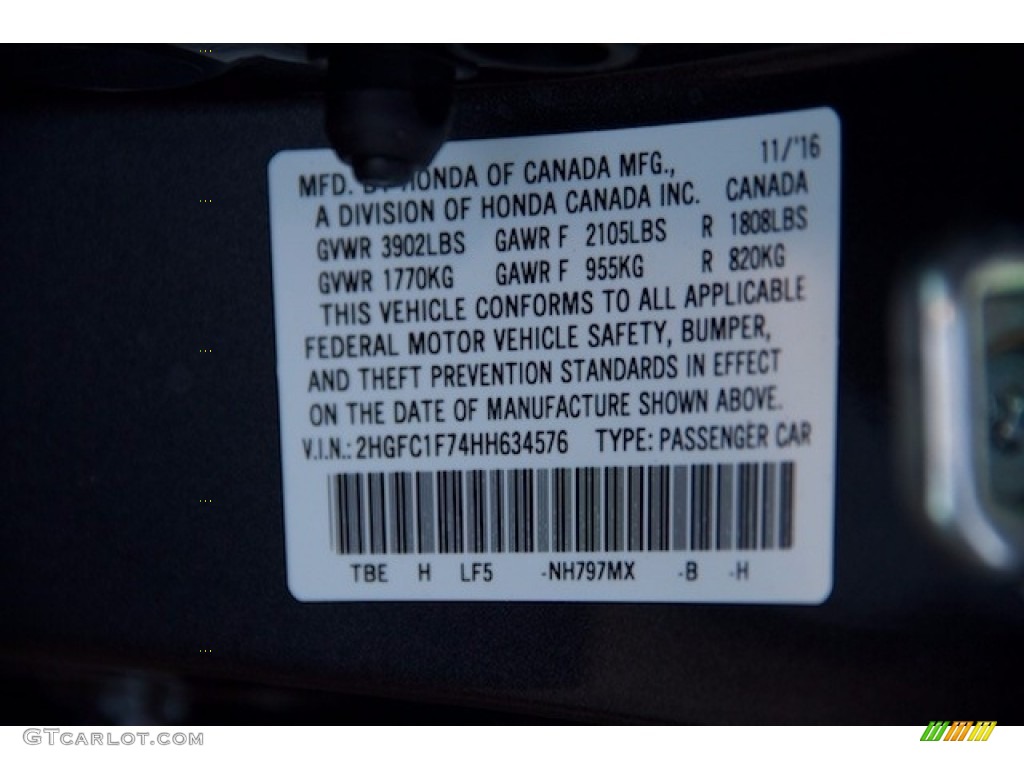 11/'16
MFD. BY HONDA OF CANADA MFG.,
A DIVISION OF HONDA CANADA INC. CANADA
GVWR 3902LBS GAWR F 2105LBS R 1808LBS
GVWR 1770KG GAWR F 955KG R 820KG
THIS VEHICLE CONFORMS TO ALL APPLICABLE
FEDERAL MOTOR VEHICLE SAFETY, BUMPER,
AND THEFT PREVENTION STANDARDS IN EFFECT
ON THE DATE OF MANUFACTURE SHOWN ABOVE.
V.I.N.: 2HGFC1F74HH634576 TYPE: PASSENGER CAR
TBE H LF5 -NH797MX -B -H
GTCARLOT.COM